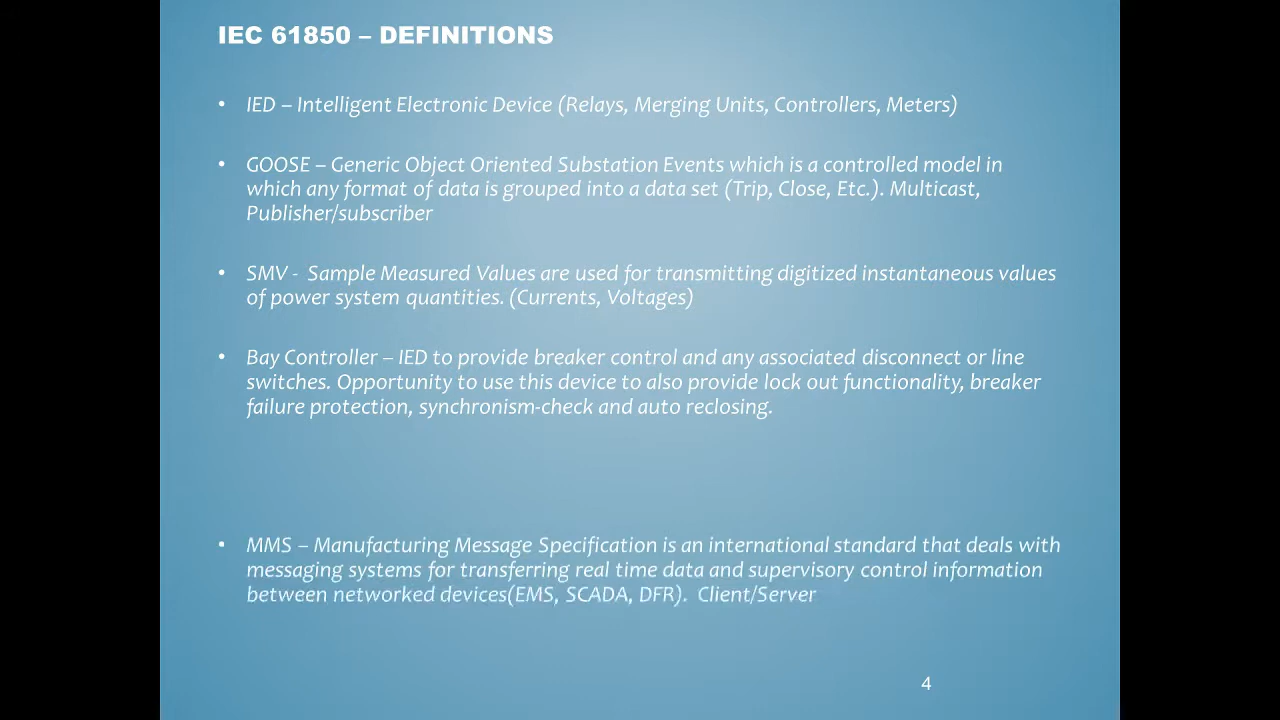 IEC 61850 – DEFINITIONS
• IED – Intelligent Electronic Device (Relays, Merging Units, Controllers, Meters)
• GOOSE – Generic Object Oriented Substation Events which is a controlled model in
which any format of data is grouped into a data set (Trip, Close, Etc.). Multicast,
Publisher/subscriber
• SMV -  Sample Measured Values are used for transmitting digitized instantaneous values
of power system quantities. (Currents, Voltages)
• Bay Controller – IED to provide breaker control and any associated disconnect or line
switches. Opportunity to use this device to also provide lock out functionality, breaker
failure protection, synchronism-check and auto reclosing.
• MMS – Manufacturing Message Specification is an international standard that deals with
messaging systems for transferring real time data and supervisory control information
between networked devices(EMS, SCADA, DFR).  Client/Server
4